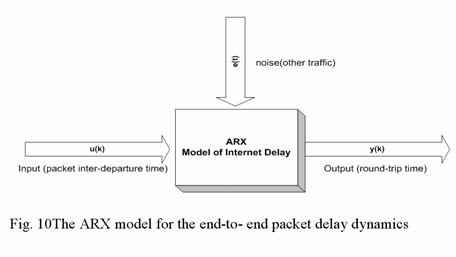 e(t)
noise(other traffic)
ARX
Model of Internet Delay
u(k)
y(k)
Input (packet inter-departure time)
Output (round-trip time)
Fig. 10The ARX model for the end-to- end packet delay dynamics